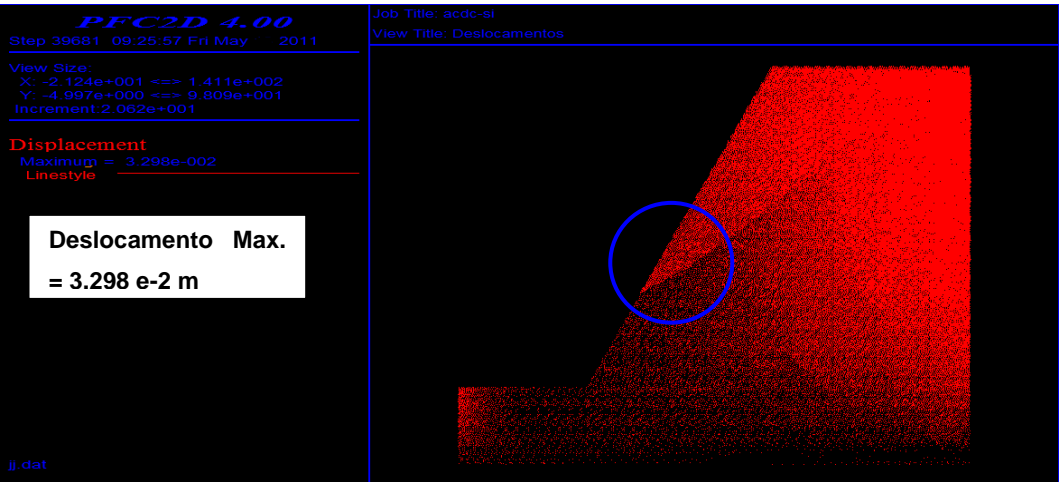 PFC2D 4.00
Step 39681 09:25:57 Fri May 2011
View Size:
X: -2.124e+001 <=> 1.411e+002
Y: -4.997e+000 <=> 9.809e+001
Increment:2.062e+001
Displacement
Maximum = 3.298e-002
Linestyle
Deslocamento Max.
= 3.298 e-2 m
jj.dat
Job Title: acdc-si
View Title: Deslocamentos